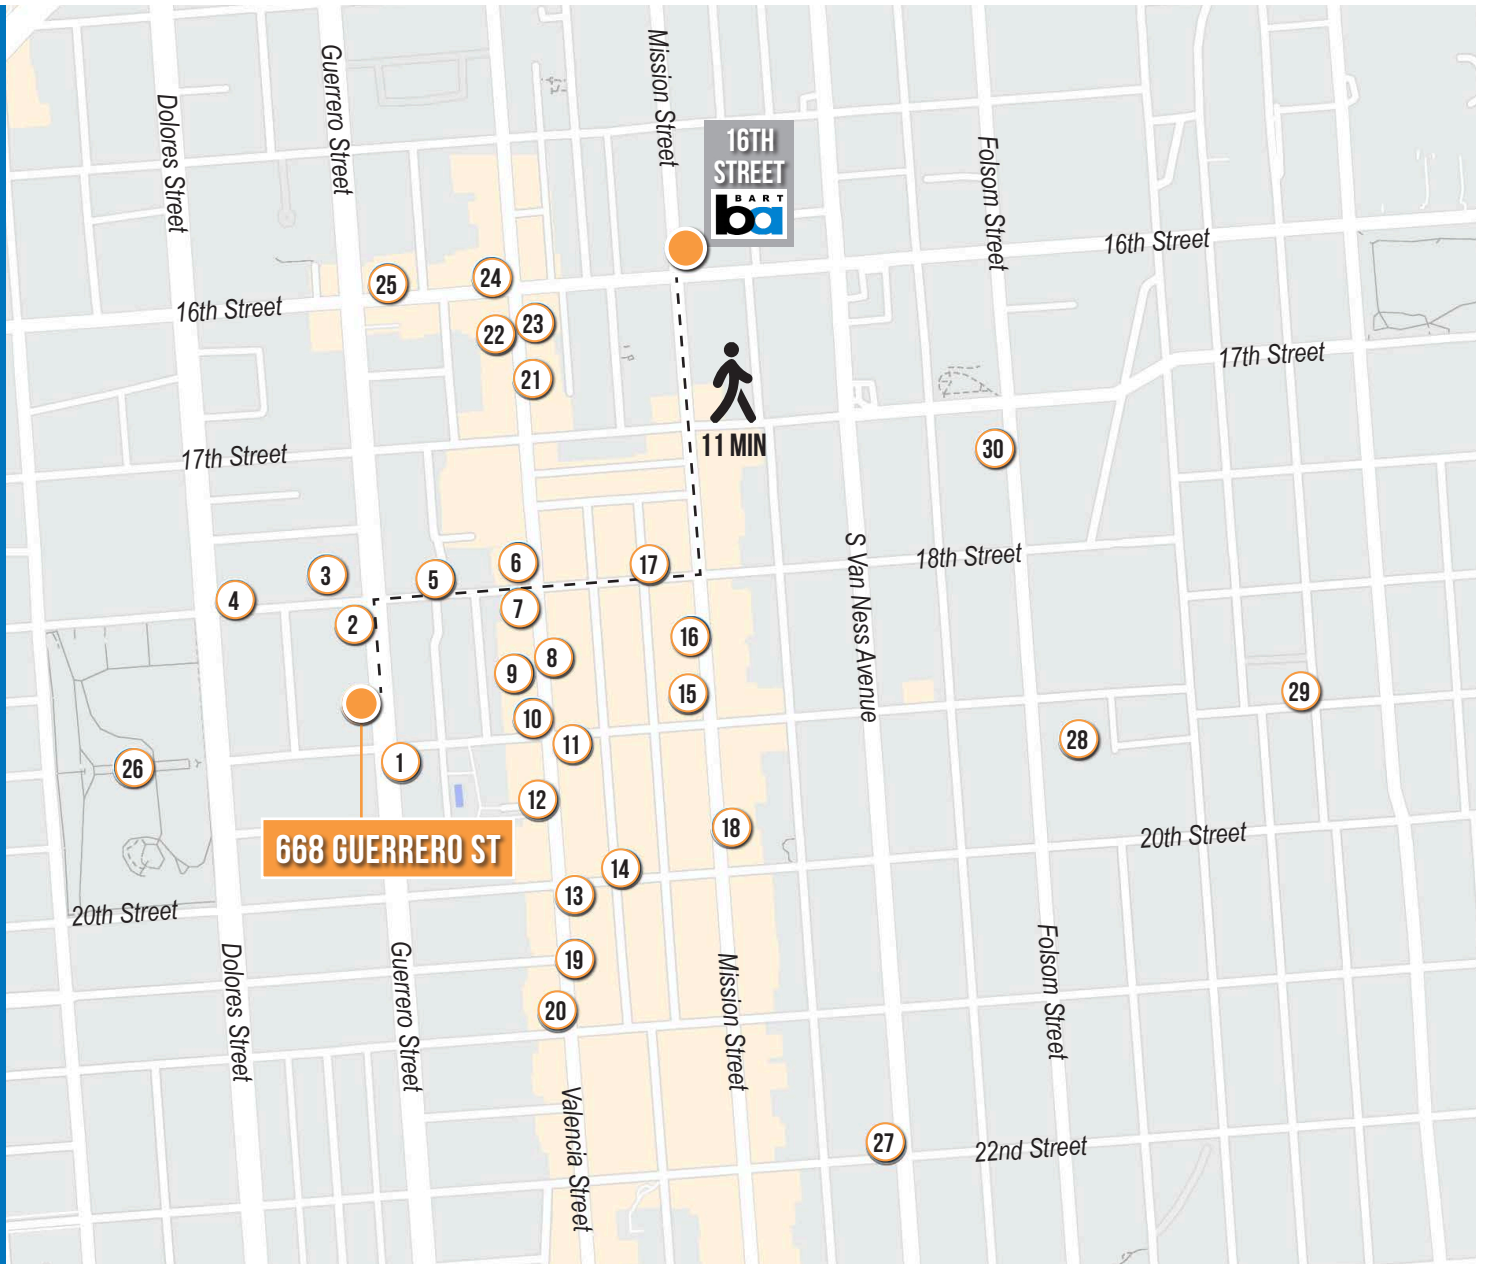 Guerrero Street
Mission Street
Dolores Street
16TH
STREET
BART
ba
Folsom Street
16th Street
25
24
16th Street
22
23
17th Street
21
11 MIN
17th Street
30
S Van Ness Avenue
18th Street
3
5
6
17
4
2
7
16
8
9
15
29
10
11
28
26
1
12
18
20th Street
668 GUERRERO ST
14
13
20th Street
Dolores Street
Guerrero Street
19
Mission Street
Folsom Street
20
Valencia Street
27
22nd Street